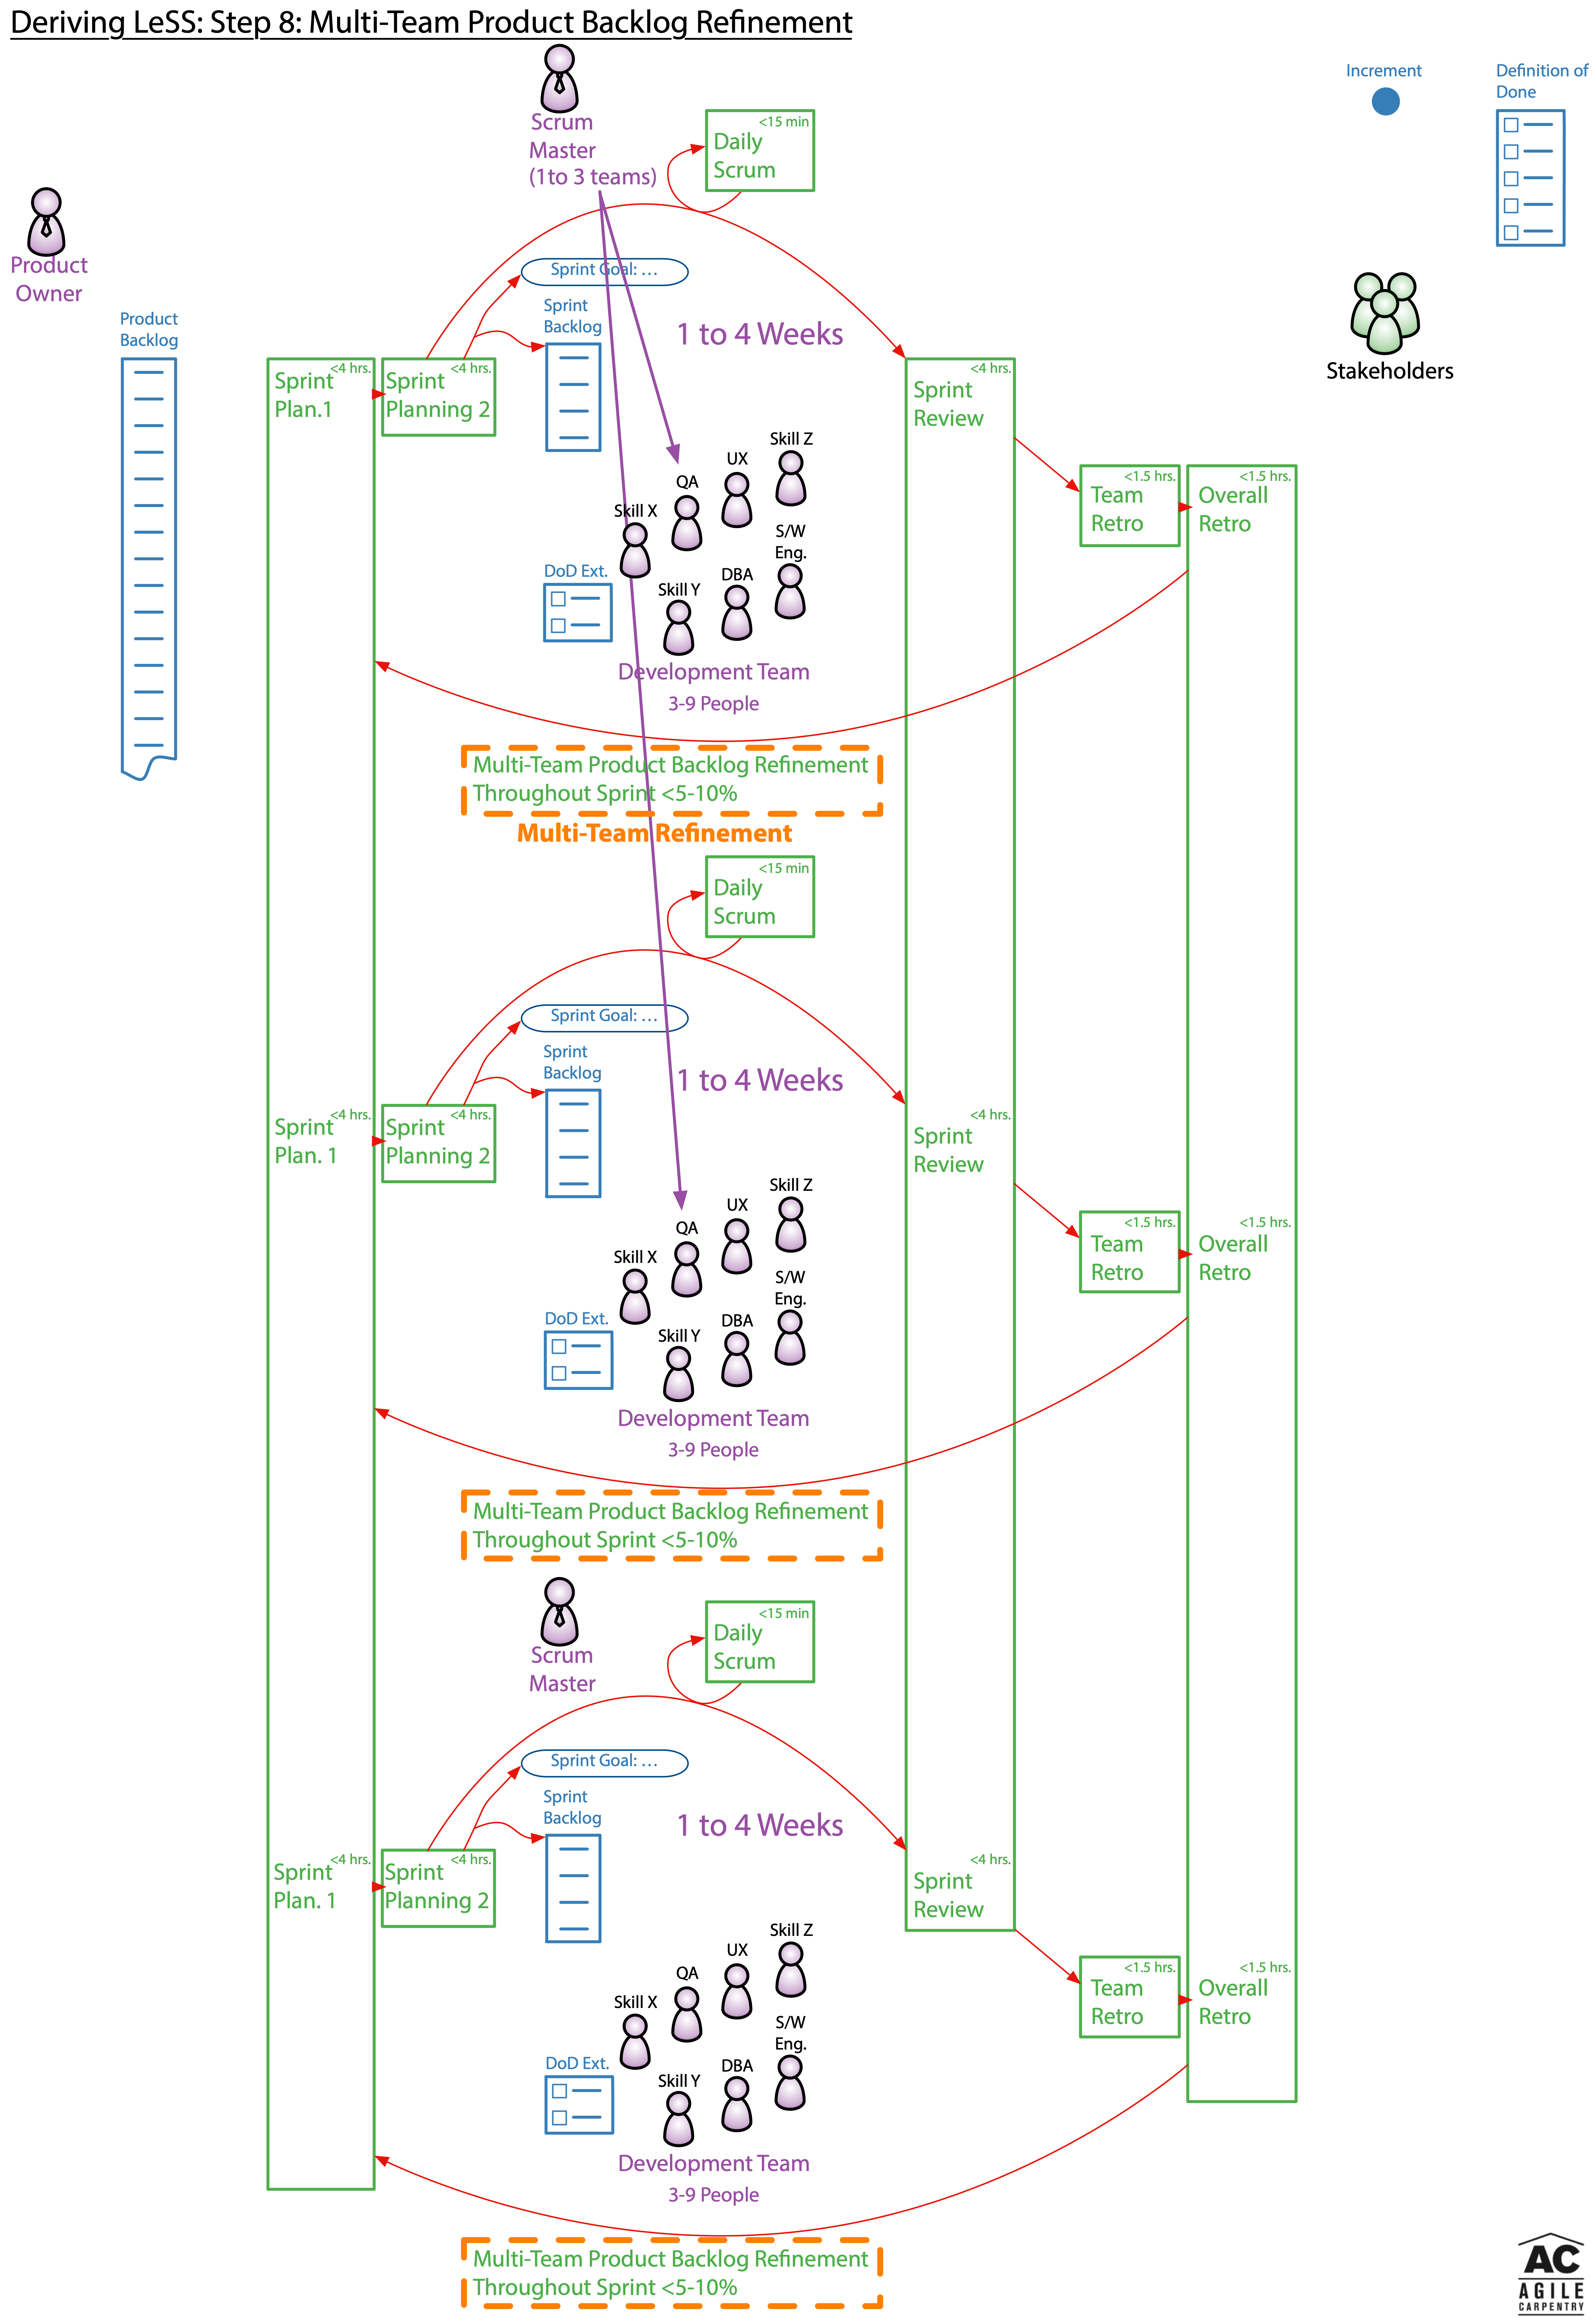 Deriving LeSS: Step 8: Multi-Team Product Backlog Refinement
Scrum
Master
(1to 3 teams)
<15 min
Daily
Scrum
Increment
Definition of
Done
Product
Owner
Product
Backlog
Sprint Goal: ...
Sprint
Backlog
1 to 4 Weeks
Stakeholders
<4 hrs.
Sprint
Plan.1
<4 hrs.
Sprint
Planning 2
<4 hrs.
Sprint
Review
Skill Z
UX
QA
Skill X
S/W
Eng.
DoD Ext.
DBA
Skill Y
<1.5 hrs.
Team
Retro
<1.5 hrs.
Overall
Retro
Development Team
3-9 People
Multi-Team Product Backlog Refinement
Throughout Sprint <5-10%
Multi-Team Refinement
<15 min
Daily
Scrum
Sprint Goal: ...
Sprint
Backlog
1 to 4 Weeks
<4 hrs.
Sprint
Plan. 1
<4 hrs.
Sprint
Planning 2
<4 hrs.
Sprint
Review
Skill Z
UX
QA
Skill X
S/W
Eng.
DoD Ext.
DBA
Skill Y
<1.5 hrs.
Team
Retro
<1.5 hrs.
Overall
Retro
Development Team
3-9 People
Multi-Team Product Backlog Refinement
Throughout Sprint <5-10%
Scrum
Master
<15 min
Daily
Scrum
Sprint Goal: ...
Sprint
Backlog
1 to 4 Weeks
<4 hrs.
Sprint
Plan. 1
<4 hrs.
Sprint
Planning 2
<4 hrs.
Sprint
Review
Skill Z
UX
QA
Skill X
S/W
Eng.
DoD Ext.
DBA
Skill Y
<1.5 hrs.
Team
Retro
<1.5 hrs.
Overall
Retro
Development Team
3-9 People
Multi-Team Product Backlog Refinement
Throughout Sprint <5-10%
AC
AGILE
CARPENTRY